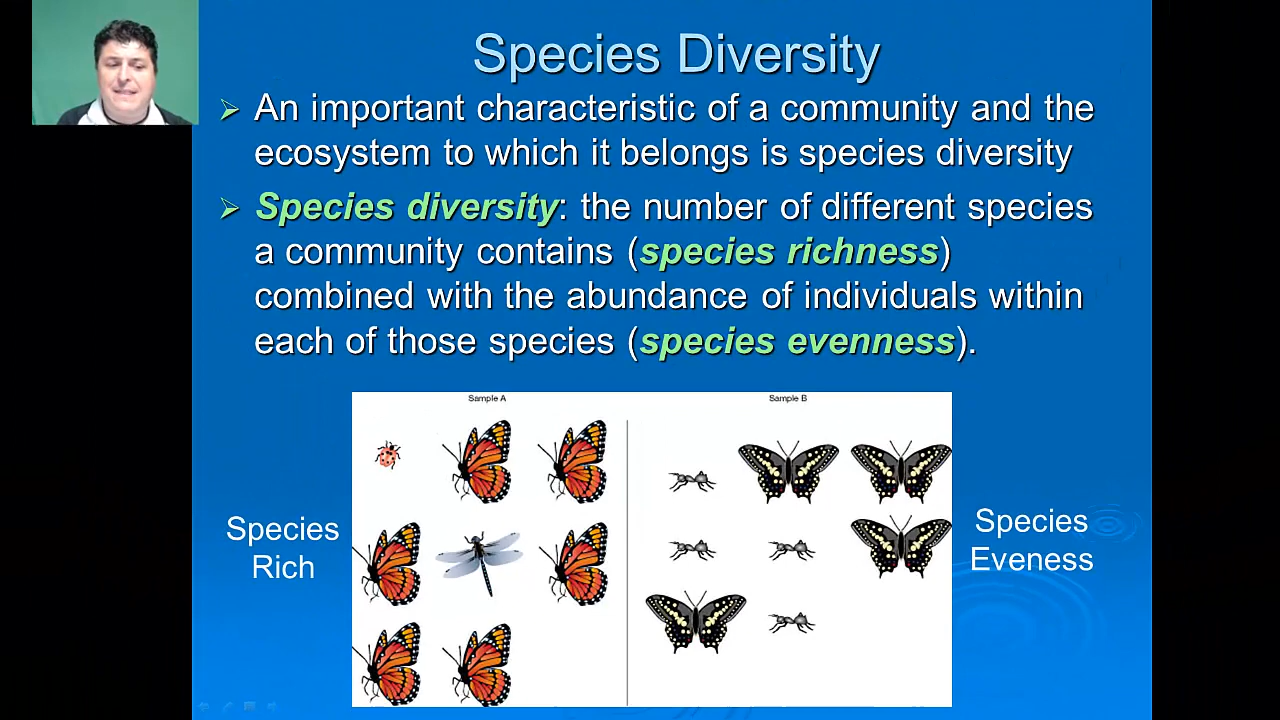 Species Diversity
An important characteristic of a community and the
ecosystem to which it belongs is species diversity
Species diversity: the number of different species
a community contains (species richness)
combined with the abundance of individuals within
each of those species (species evenness).
Sample A
Sample B
Species
Rich
Species
Eveness